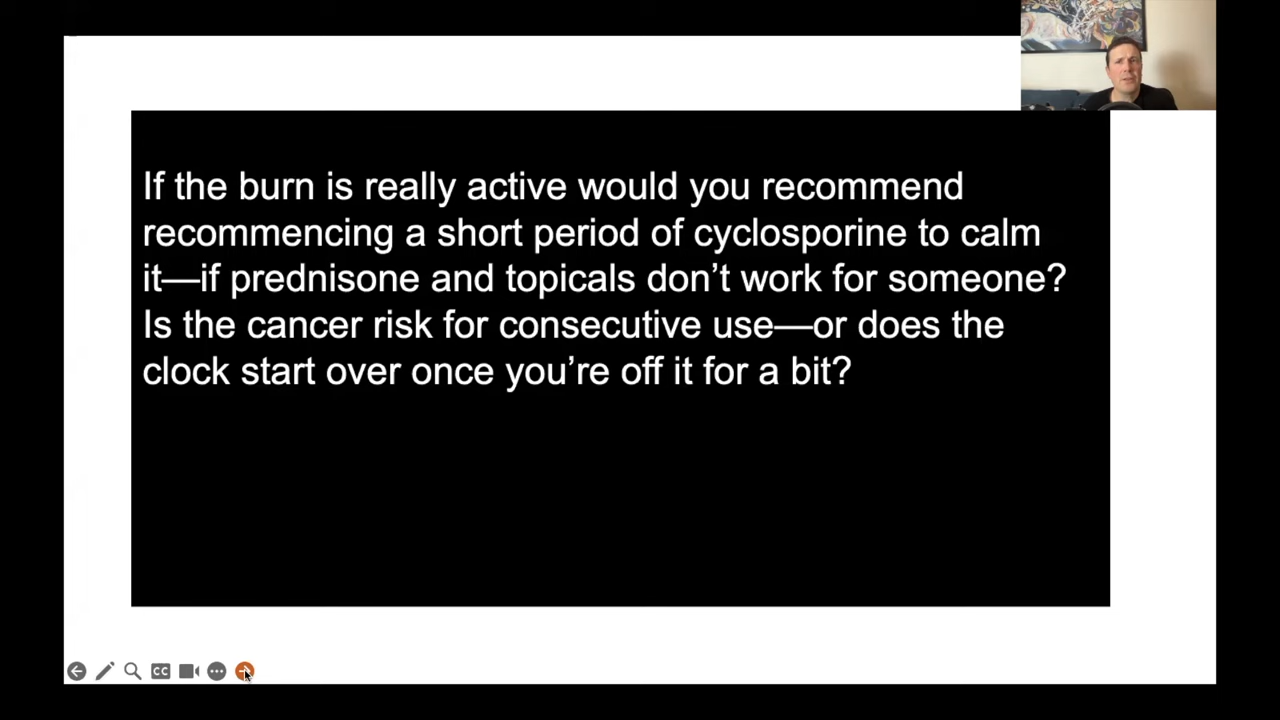 If the burn is really active would you recommend
recommencing a short period of cyclosporine to calm
it—if prednisone and topicals don’t work for someone?
Is the cancer risk for consecutive use—or does the
clock start over once you’re off it for a bit?
CC